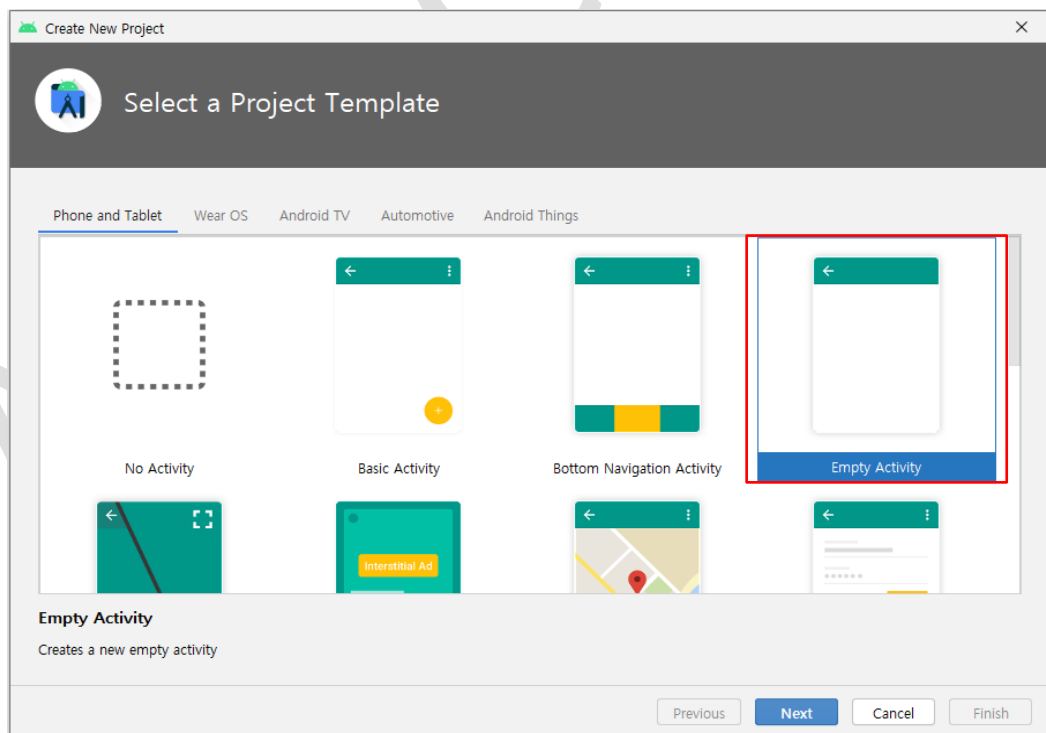 Create New Project
Select a Project Template
Phone and Tablet Wear OS Android TV Automotive Android Things
No Activity Basic Activity Bottom Navigation Activity Empty Activity
Interstitial Ad
Empty Activity
Creates a new empty activity
Previous Next Cancel Finish